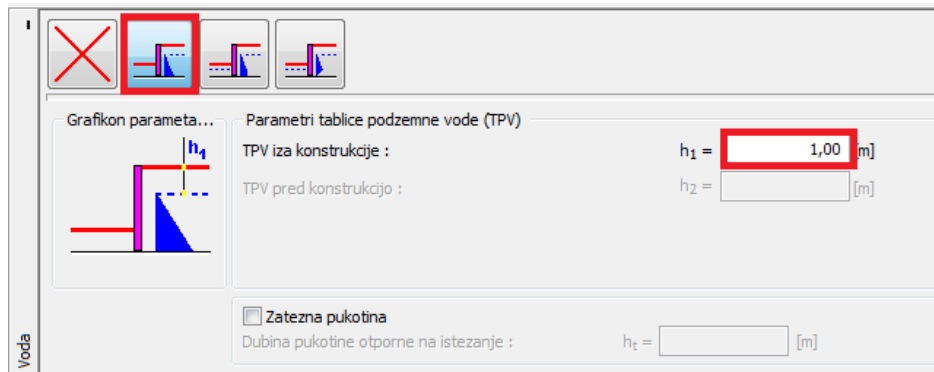 Grafikon parameta...
h1
Parametri tablice podzemne vode (TPV)
TPV iza konstrukcije :
h1 = 1,00 [m]
TPV pred konstrukcijo :
h2 = [m]
Zatezna pukotina
Dubina pukotine otporne na istezanje :
ht = [m]
Voda